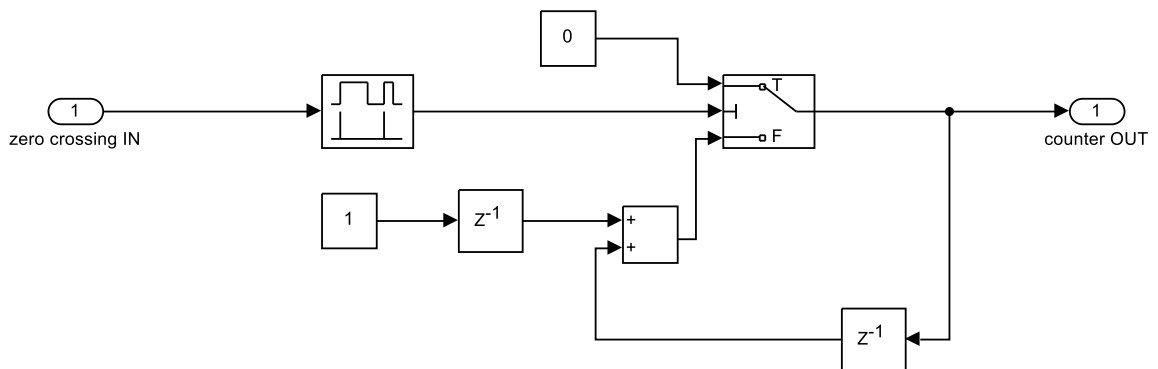 0
T
1
zero crossing IN
F
1
counter OUT
1
Z-1
+
+
Z-1